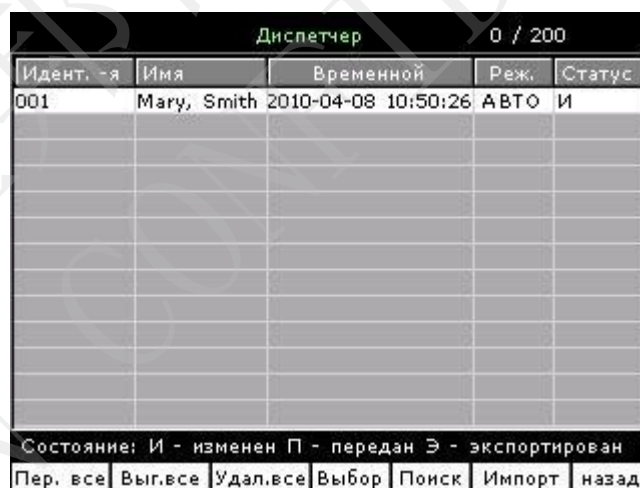 Диспетчер 0 / 200
Идент. -я Имя Временной Реж. Статус
001 Mary, Smith 2010-04-08 10:50:26 АВТО И
Состояние: И - изменен П - передан Э - экспортирован
Пер. все Выг.все Удал.все Выбор Поиск Импорт назад